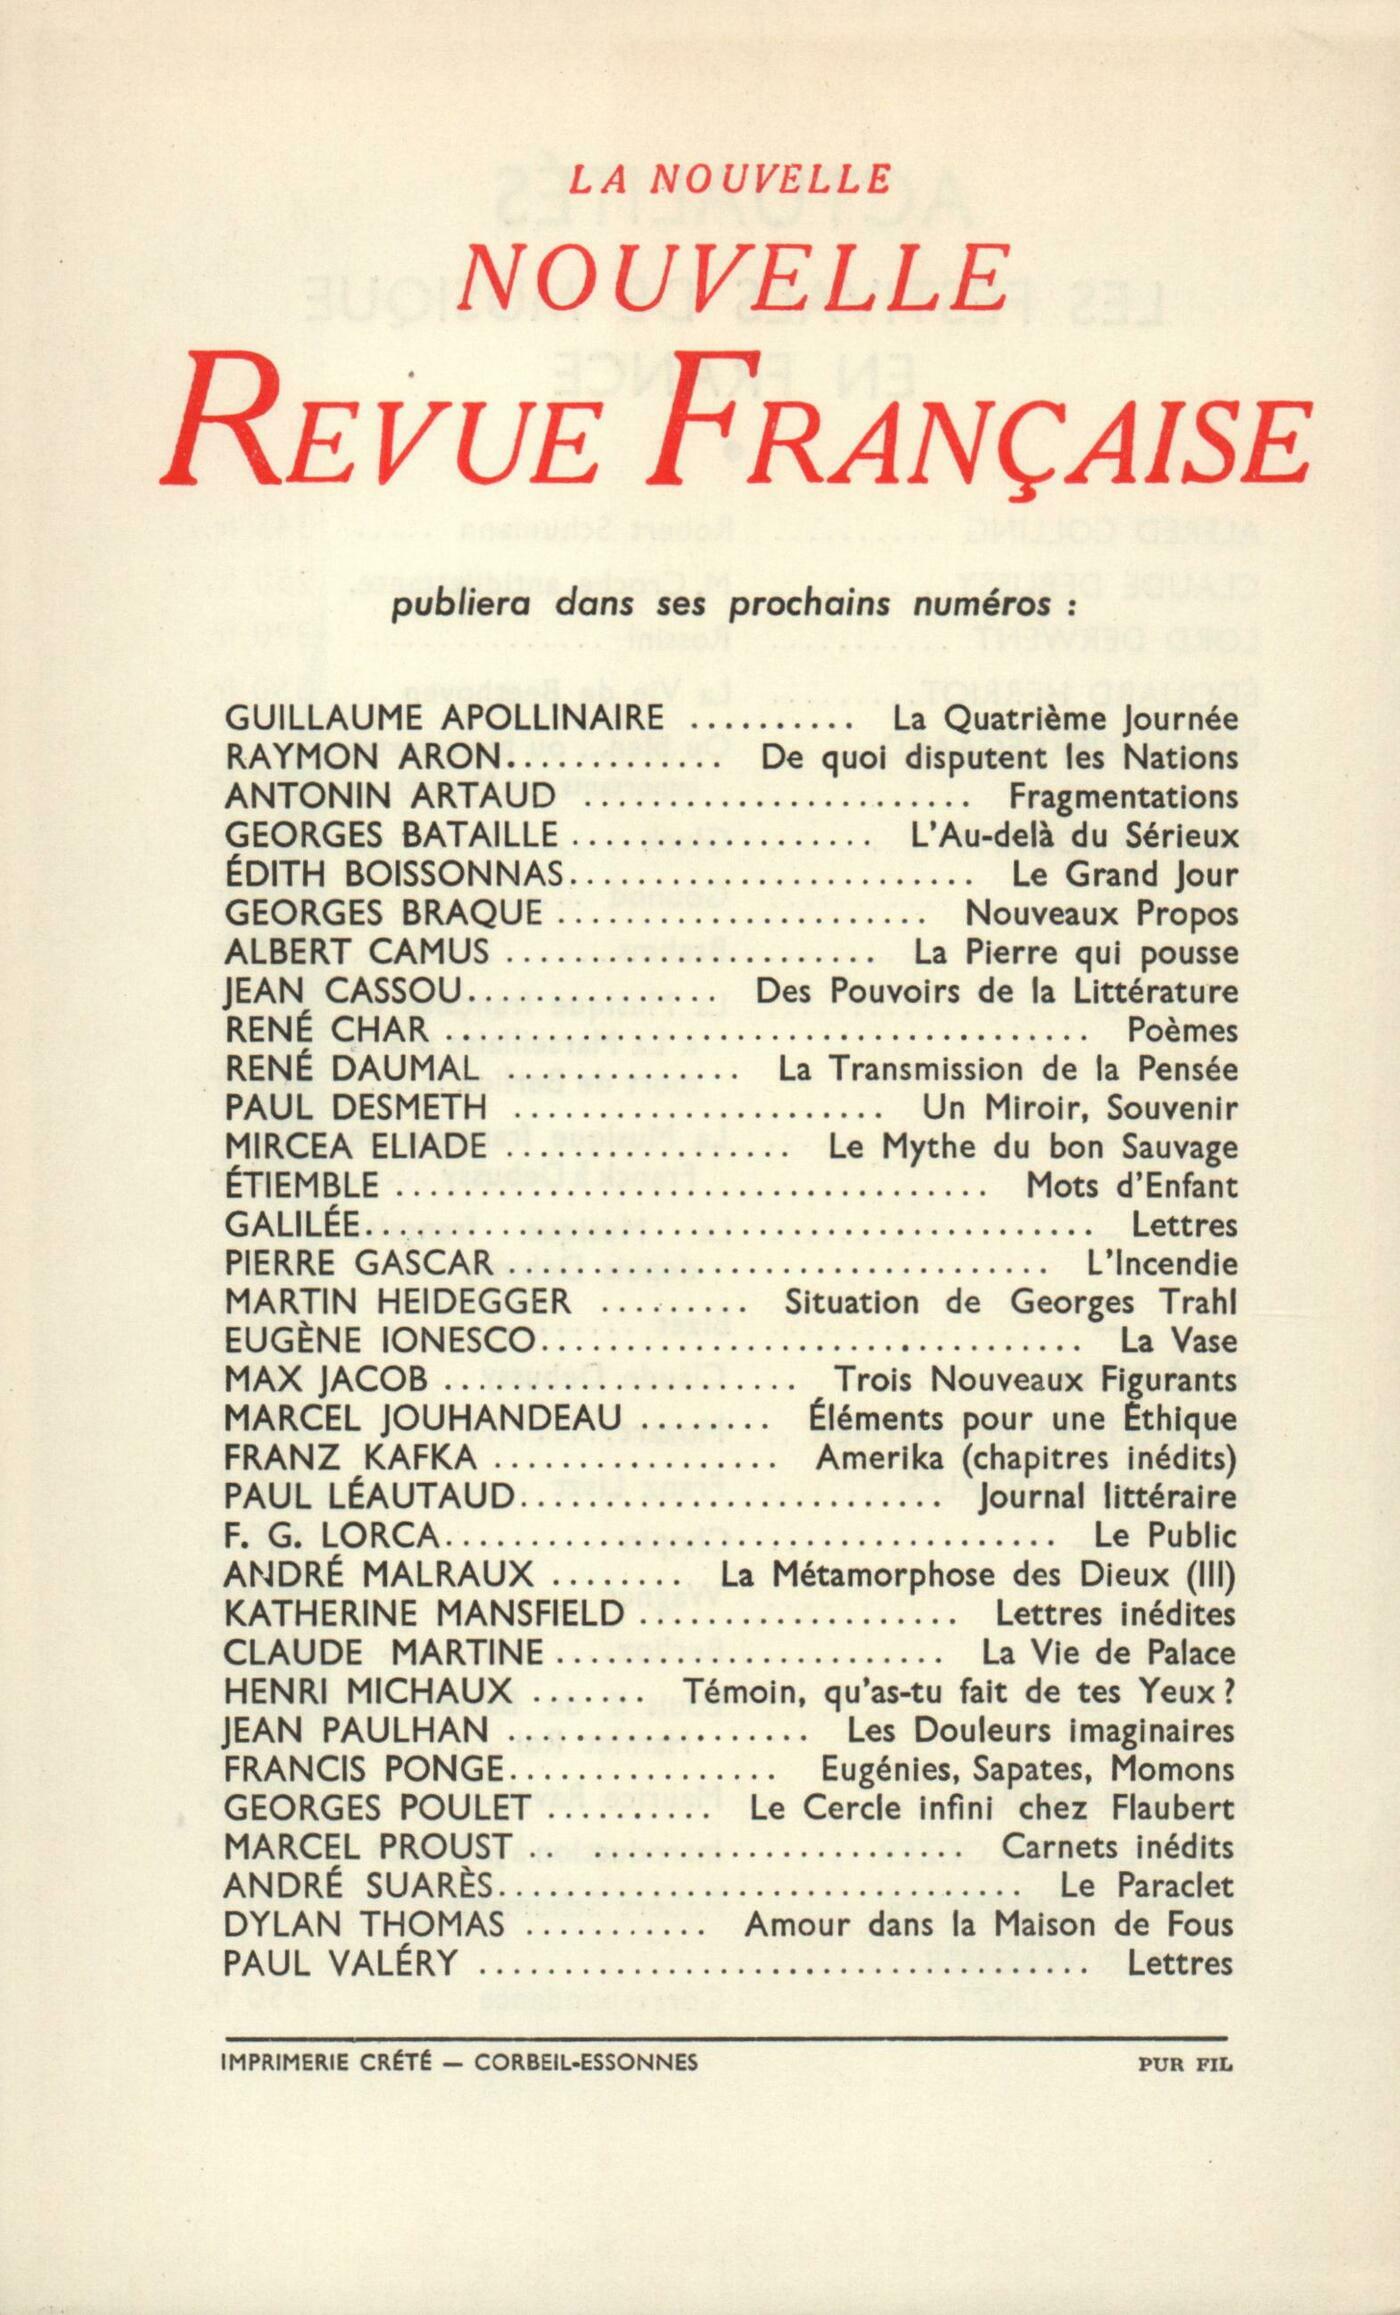 LA NOUVELLE
NOUVELLE
REVUE FRANÇAISE
publiera dans ses prochains numéros :
GUILLAUME APOLLINAIRE .......... La Quatrième Journée
RAYMON ARON............. De quoi disputent les Nations
ANTONIN ARTAUD ....................... Fragmentations
GEORGES BATAILLE .................. L'Au-delà du Sérieux
ÉDITH BOISSONNAS........................ Le Grand Jour
GEORGES BRAQUE ...................... Nouveaux Propos
ALBERT CAMUS ...................... La Pierre qui pousse
JEAN CASSOU............... Des Pouvoirs de la Littérature
RENÉ CHAR ...................................... Poèmes
RENÉ DAUMAL .............. La Transmission de la Pensée
PAUL DESMETH ...................... Un Miroir, Souvenir
MIRCEA ELIADE ................. Le Mythe du bon Sauvage
ÉTIEMBLE ................................... Mots d'Enfant
GALILÉE........................................... Lettres
PIERRE GASCAR ................................ L'Incendie
MARTIN HEIDEGGER ......... Situation de Georges Trahl
EUGÈNE IONESCO................................ La Vase
MAX JACOB ..................... Trois Nouveaux Figurants
MARCEL JOUHANDEAU ........ Éléments pour une Éthique
FRANZ KAFKA ................. Amerika (chapitres inédits)
PAUL LÉAUTAUD......................... Journal littéraire
F. G. LORCA.................................... Le Public
ANDRÉ MALRAUX ........ La Métamorphose des Dieux (III)
KATHERINE MANSFIELD ................... Lettres inédites
CLAUDE MARTINE ....................... La Vie de Palace
HENRI MICHAUX ....... Témoin, qu'as-tu fait de tes Yeux ?
JEAN PAULHAN .................. Les Douleurs imaginaires
FRANCIS PONGE................ Eugénies, Sapates, Momons
GEORGES POULET .......... Le Cercle infini chez Flaubert
MARCEL PROUST .. ...................... Carnets inédits
ANDRÉ SUARÈS............................... Le Paraclet
DYLAN THOMAS ........... Amour dans la Maison de Fous
PAUL VALÉRY .................................... Lettres
IMPRIMERIE CRÉTÉ — CORBEIL-ESSONNES PUR FIL